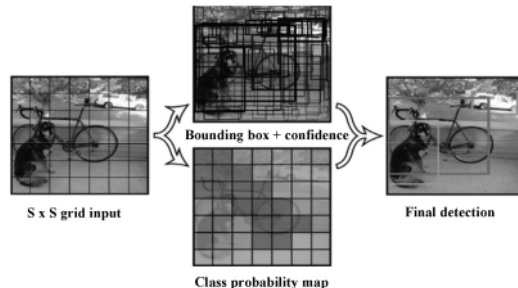 Bounding box + confidence
S x S grid input
Final detection
Class probability map